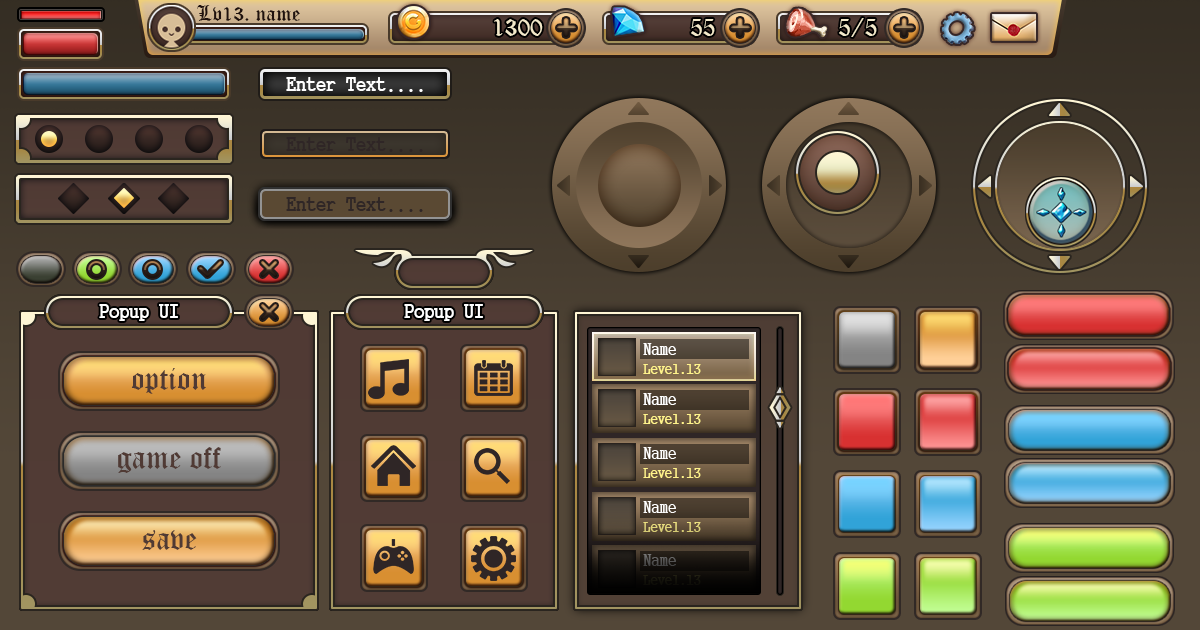 Lv13. name
1300
55
5/5
Enter Text....
Enter Text....
Enter Text....
Popup UI
option
game off
save
Popup UI
Name
Level.13
Name
Level.13
Name
Level.13
Name
Level.13
Name
Level.13